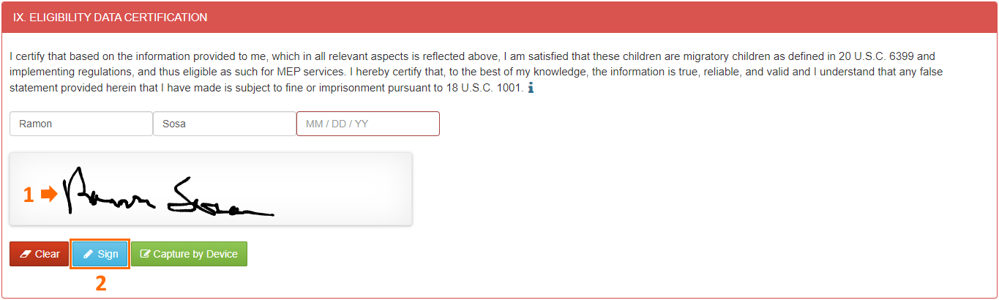 IX. ELIGIBILITY DATA CERTIFICATION
I certify that based on the information provided to me, which in all relevant aspects is reflected above, I am satisfied that these children are migratory children as defined in 20 U.S.C. 6399 and
implementing regulations, and thus eligible as such for MEP services. I hereby certify that, to the best of my knowledge, the information is true, reliable, and valid and I understand that any false
statement provided herein that I have made is subject to fine or imprisonment pursuant to 18 U.S.C. 1001. i
Ramon Sosa MM / DD / YY
1 Ramon Sosa
Clear Sign Capture by Device
2